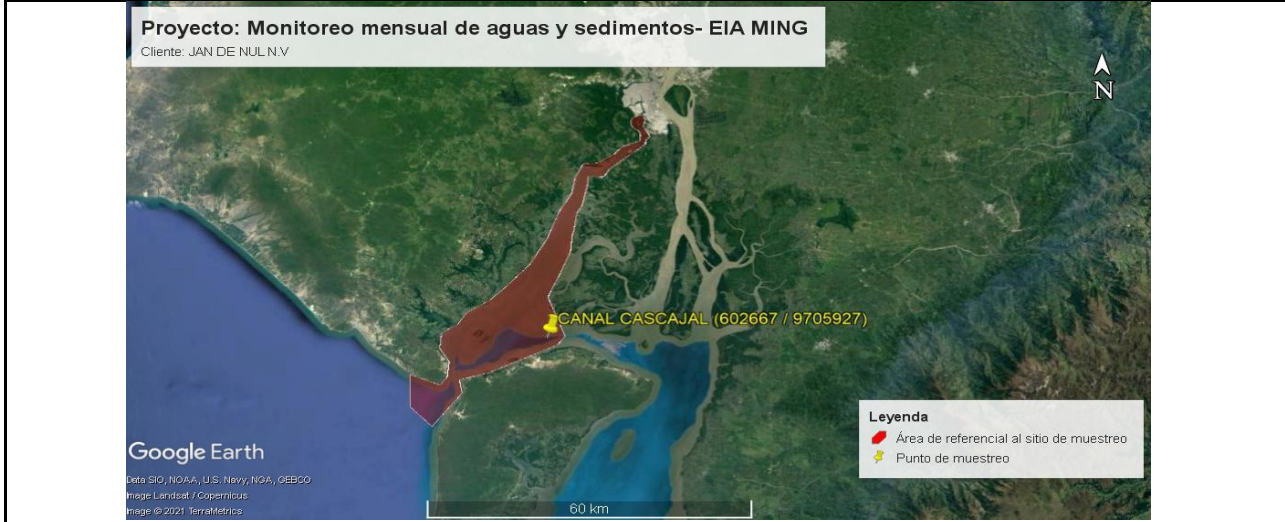 Proyecto: Monitoreo mensual de aguas y sedimentos- EIA MING
Cliente: JAN DE NUL N.V
N
CANAL CASCAJAL (602667 / 9705927)
Leyenda
Área de referencial al sitio de muestreo
Punto de muestreo
Google Earth
Data SIO, NOAA, U.S. Navy, NGA, GEBCO
Image Landsat / Copernicus
Image © 2021 TerraMetrics
60 km